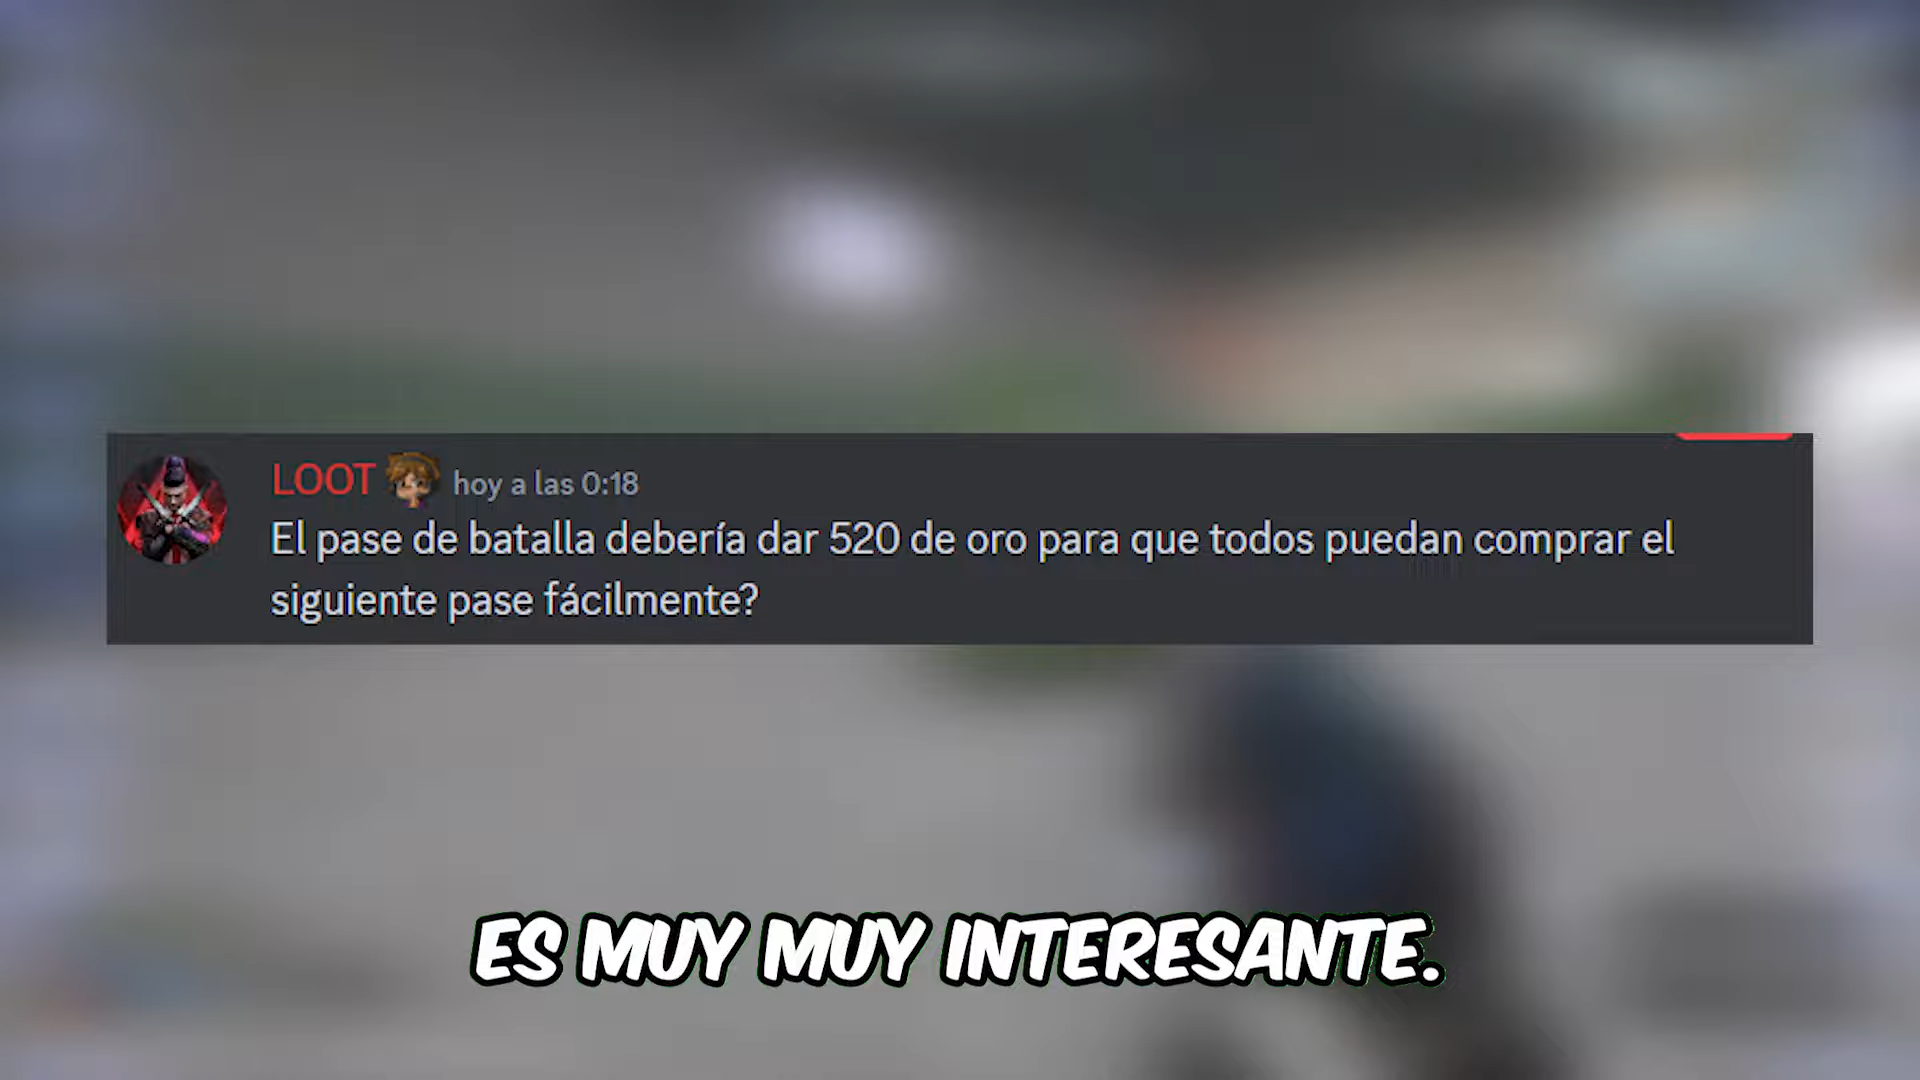 LOOT hoy a las 0:18
El pase de batalla debería dar 520 de oro para que todos puedan comprar el
siguiente pase fácilmente?
ES MUY MUY INTERESANTE.